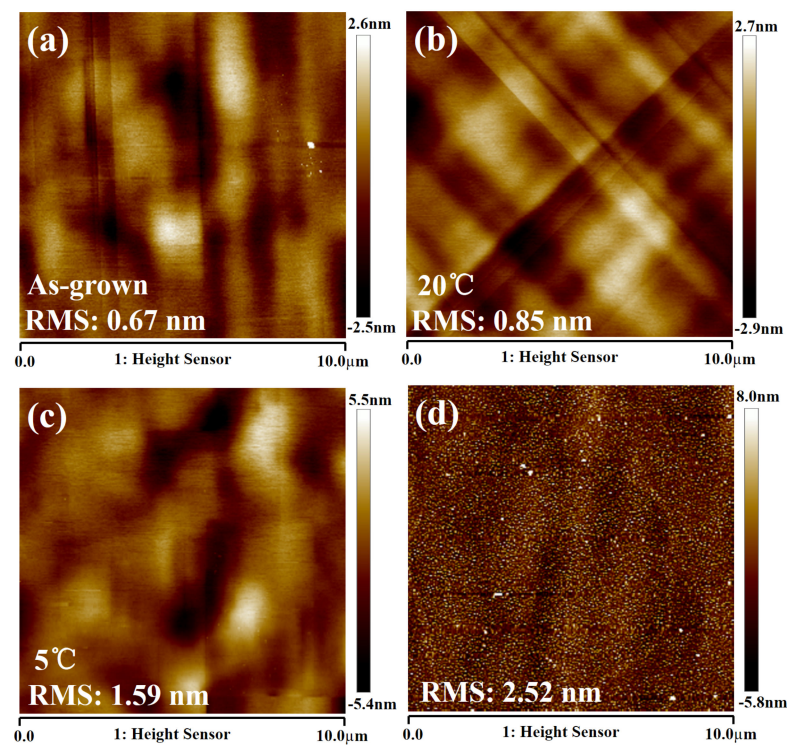 (a)
2.6nm
-2.5nm
As-grown
RMS: 0.67 nm
0.0
1: Height Sensor
10.0µm
(b)
2.7nm
-2.9nm
20℃
RMS: 0.85 nm
0.0
1: Height Sensor
10.0µm
(c)
5.5nm
-5.4nm
5℃
RMS: 1.59 nm
0.0
1: Height Sensor
10.0µm
(d)
8.0nm
-5.8nm
RMS: 2.52 nm
0.0
1: Height Sensor
10.0µm